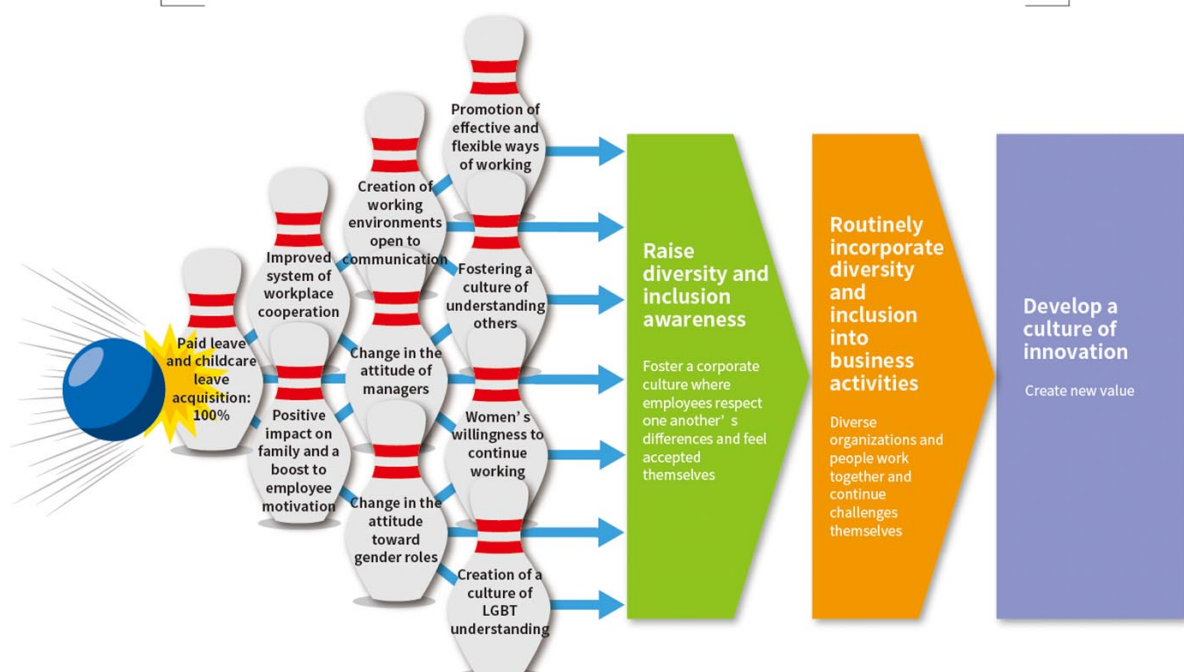 Paid leave
and childcare
leave
acquisition:
100%
Improved
system of
workplace
cooperation
Positive
impact on
family and a
boost to
employee
motivation
Creation of
working
environments
open to
communication
Change in the
attitude of
managers
Change in the
attitude
toward
gender roles
Promotion of
effective and
flexible ways
of working
Fostering a
culture of
understanding
others
Women's
willingness to
continue
working
Creation of a
culture of
LGBT
understanding
Raise
diversity and
inclusion
awareness
Foster a corporate
culture where
employees respect
one another's
differences and feel
accepted
themselves
Routinely
incorporate
diversity
and
inclusion
into
business
activities
Diverse
organizations and
people work
together and
continue
challenges
themselves
Develop a
culture of
innovation
Create new value